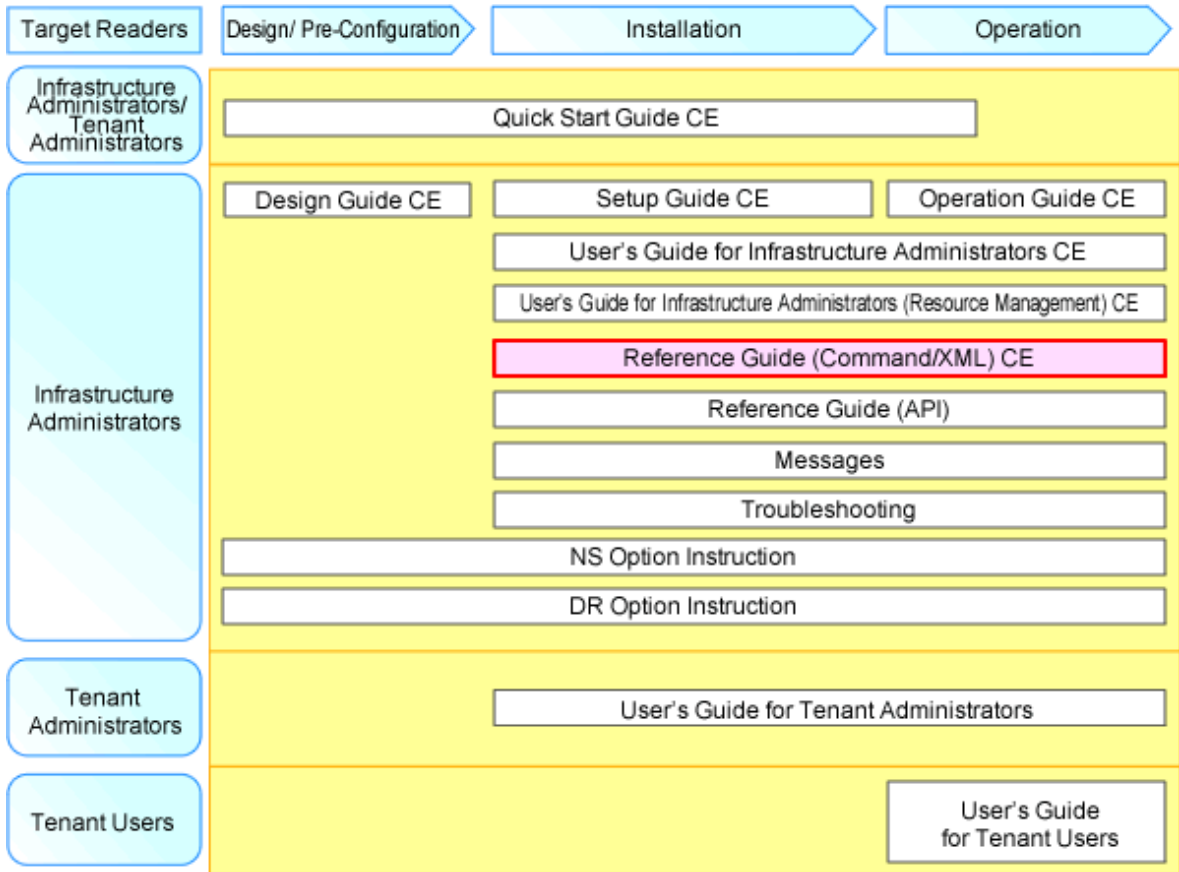 Target Readers
Design/ Pre-Configuration
Installation
Operation
Infrastructure
Administrators/
Tenant
Administrators
Quick Start Guide CE
Infrastructure
Administrators
Design Guide CE
Setup Guide CE
Operation Guide CE
User's Guide for Infrastructure Administrators CE
User's Guide for Infrastructure Administrators (Resource Management) CE
Reference Guide (Command/XML) CE
Reference Guide (API)
Messages
Troubleshooting
NS Option Instruction
DR Option Instruction
Tenant
Administrators
User's Guide for Tenant Administrators
Tenant Users
User's Guide
for Tenant Users